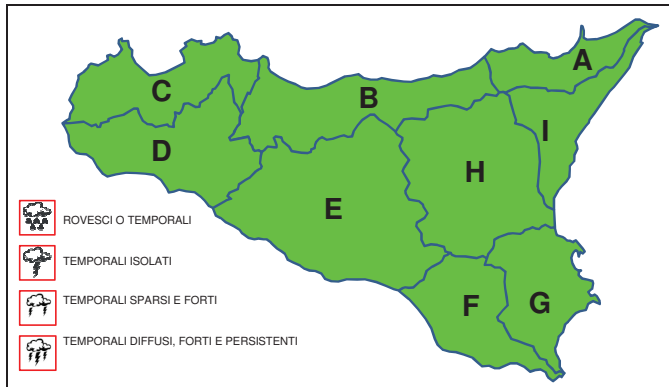 A
C
B
I
D
H
E
ROVESCI O TEMPORALI
TEMPORALI ISOLATI
F
G
TEMPORALI SPARSI E FORTI
TEMPORALI DIFFUSI, FORTI E PERSISTENTI